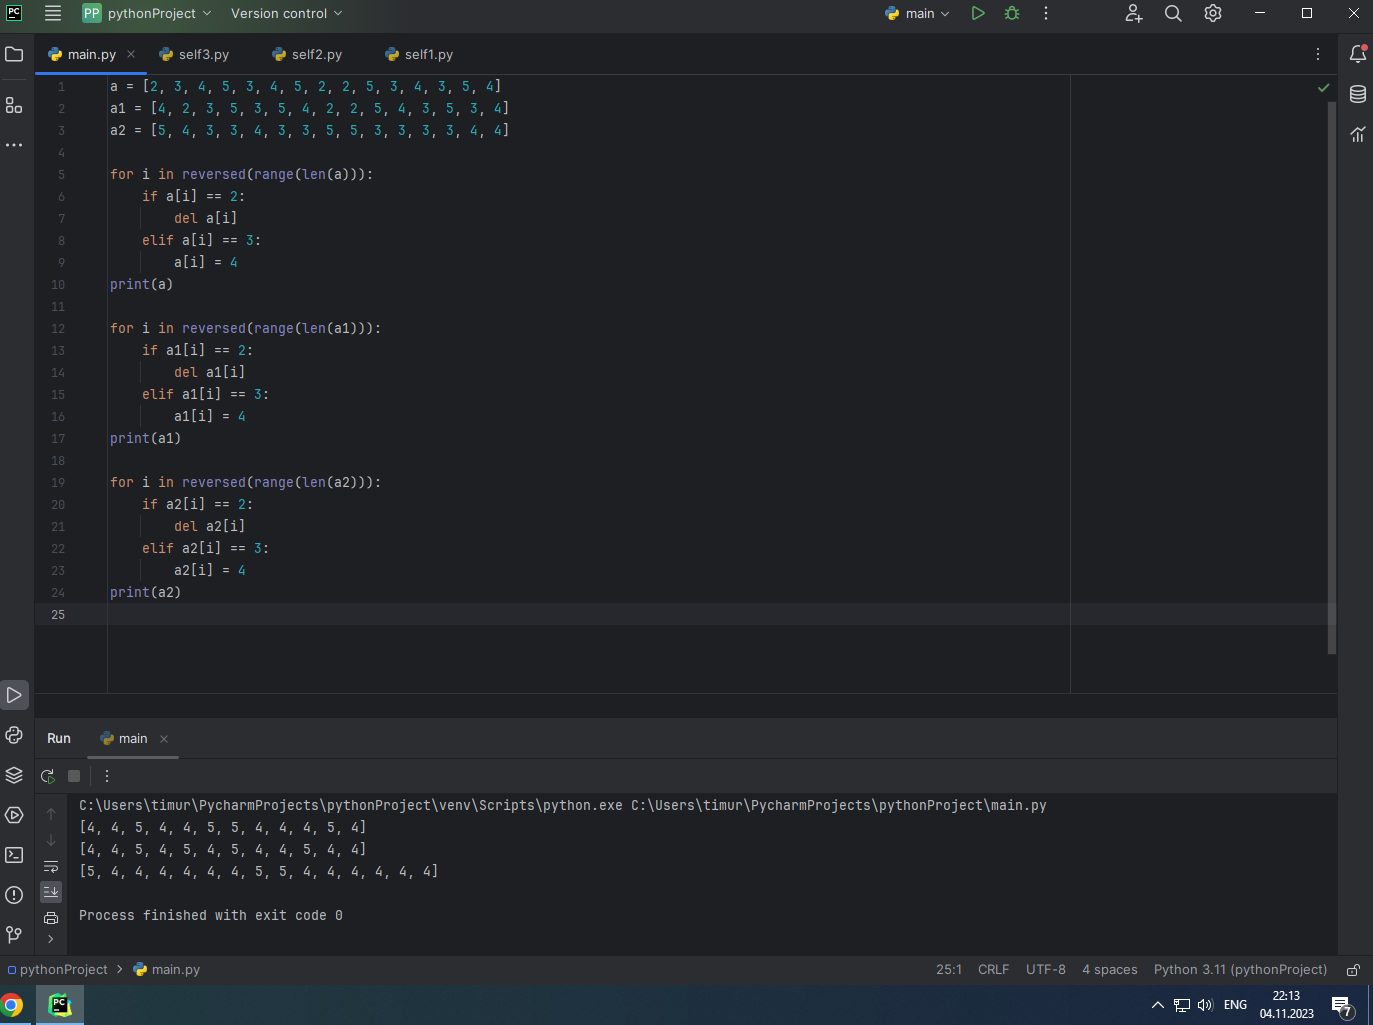 PC PP pythonProject Version control main
main.py self3.py self2.py self1.py
1 a = [2, 3, 4, 5, 3, 4, 5, 2, 2, 5, 3, 4, 3, 5, 4]
2 a1 = [4, 2, 3, 5, 3, 5, 4, 2, 2, 5, 4, 3, 5, 3, 4]
3 a2 = [5, 4, 3, 3, 4, 3, 3, 5, 5, 3, 3, 3, 3, 4, 4]
4
5 for i in reversed(range(len(a))):
6     if a[i] == 2:
7         del a[i]
8     elif a[i] == 3:
9         a[i] = 4
10 print(a)
11
12 for i in reversed(range(len(a1))):
13     if a1[i] == 2:
14         del a1[i]
15     elif a1[i] == 3:
16         a1[i] = 4
17 print(a1)
18
19 for i in reversed(range(len(a2))):
20     if a2[i] == 2:
21         del a2[i]
22     elif a2[i] == 3:
23         a2[i] = 4
24 print(a2)
25
Run main
C:\Users\timur\PycharmProjects\pythonProject\venv\Scripts\python.exe C:\Users\timur\PycharmProjects\pythonProject\main.py
[4, 4, 5, 4, 4, 5, 5, 4, 4, 4, 5, 4]
[4, 4, 5, 4, 5, 4, 5, 4, 4, 5, 4, 4]
[5, 4, 4, 4, 4, 4, 4, 5, 5, 4, 4, 4, 4, 4, 4]
Process finished with exit code 0
pythonProject > main.py 25:1 CRLF UTF-8 4 spaces Python 3.11 (pythonProject)
PC ENG 22:13 7
04.11.2023